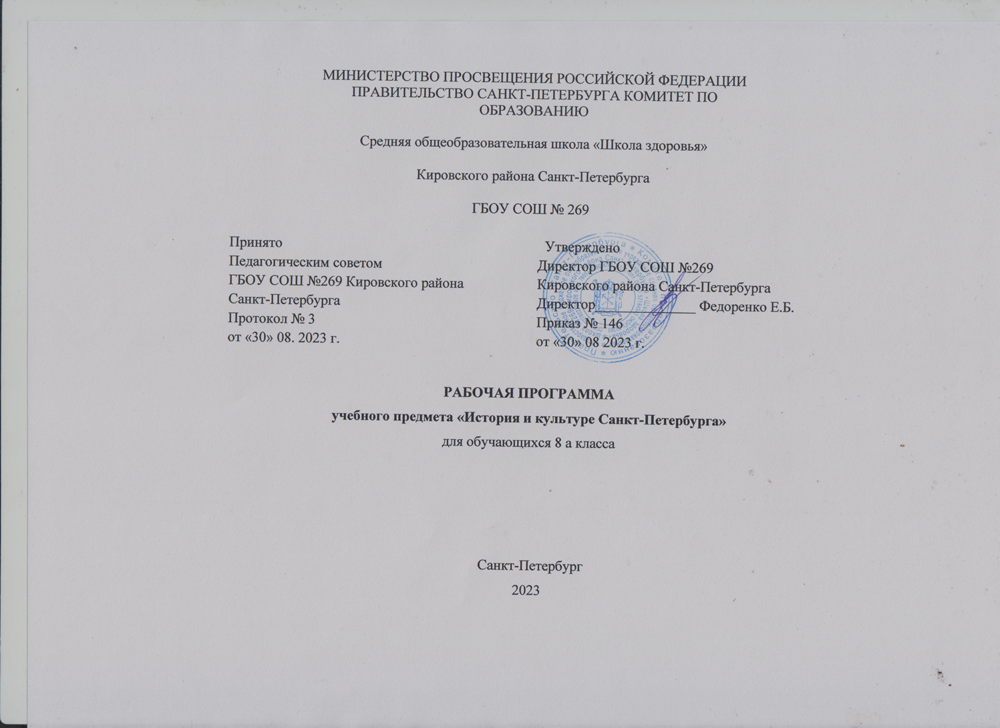 МИНИСТЕРСТВО ПРОСВЕЩЕНИЯ РОССИЙСКОЙ ФЕДЕРАЦИИ
ПРАВИТЕЛЬСТВО САНКТ-ПЕТЕРБУРГА КОМИТЕТ ПО
ОБРАЗОВАНИЮ
Средняя общеобразовательная школа «Школа здоровья»
Кировского района Санкт-Петербурга
ГБОУ СОШ № 269
Принято
Педагогическим советом
ГБОУ СОШ №269 Кировского района
Санкт-Петербурга
Протокол № 3
от «30» 08. 2023 г.
Утверждено
Директор ГБОУ СОШ №269
Кировского района Санкт-Петербурга
Директор______________ Федоренко Е.Б.
Приказ № 146
от «30» 08 2023 г.
РАБОЧАЯ ПРОГРАММА
учебного предмета «История и культуре Санкт-Петербурга»
для обучающихся 8 а класса
Санкт-Петербург
2023